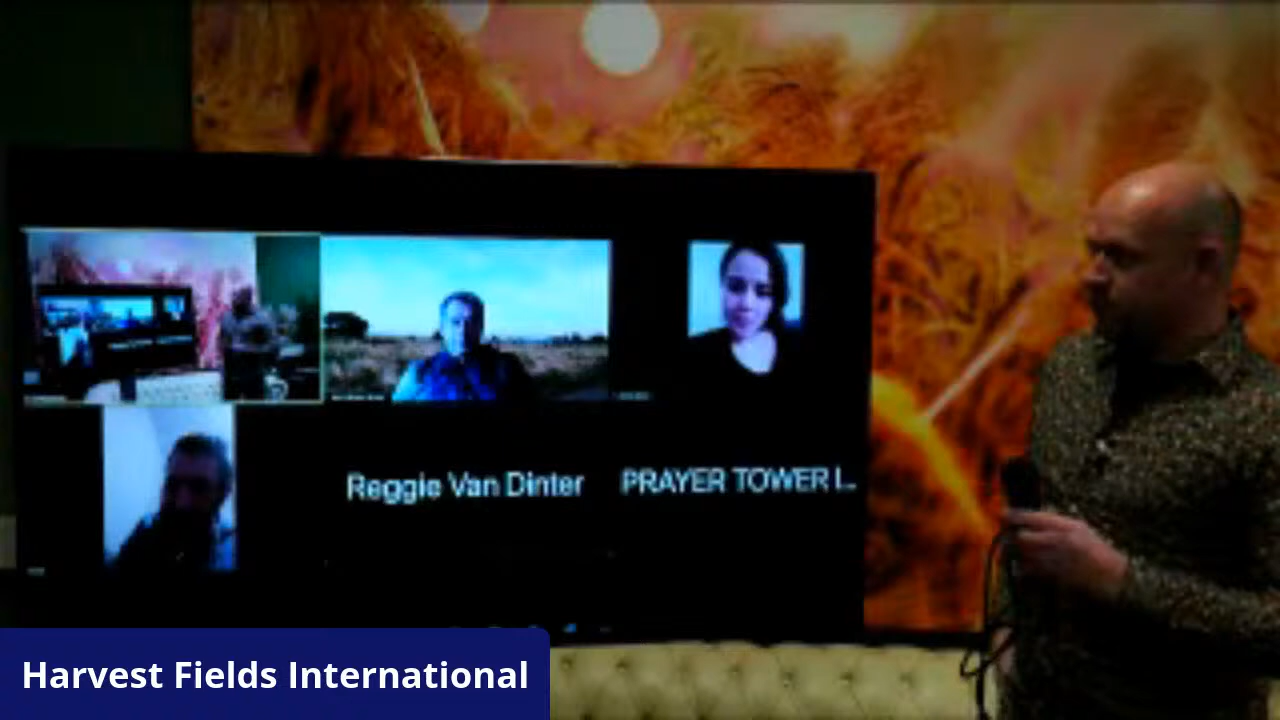 Reggie Van Dinter
PRAYER TOWER I...
Harvest Fields International